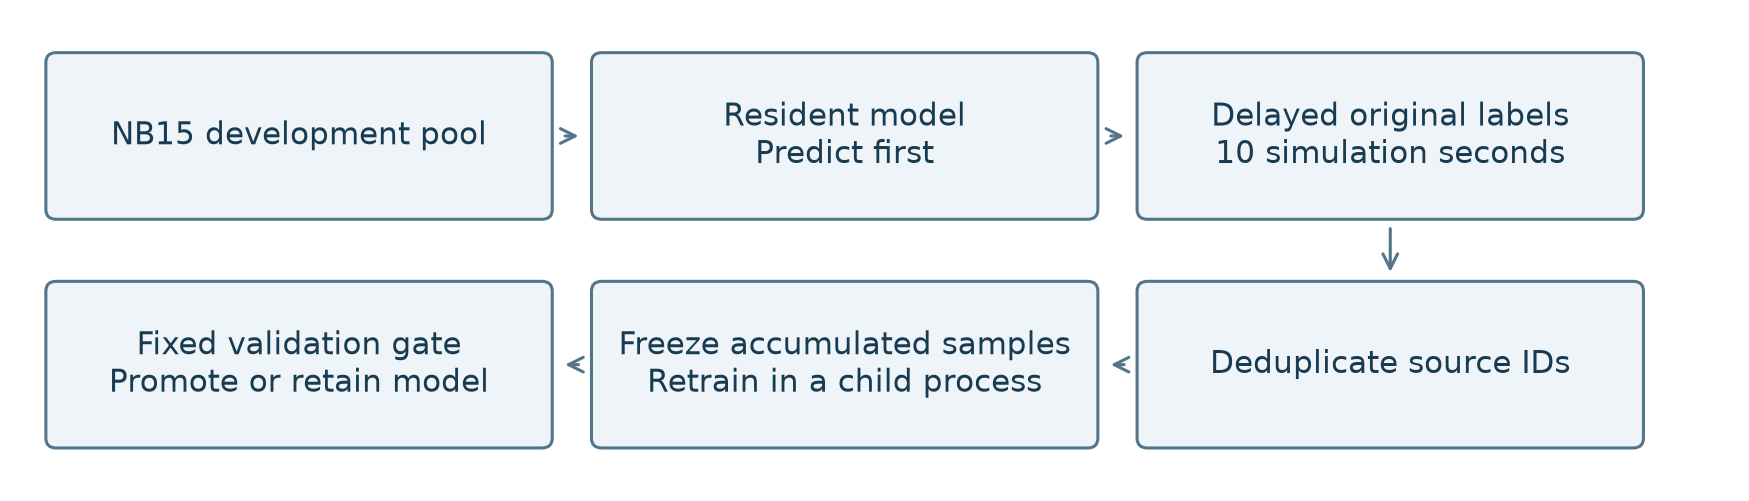 NB15 development pool
Resident model
Predict first
Delayed original labels
10 simulation seconds
Fixed validation gate
Promote or retain model
Freeze accumulated samples
Retrain in a child process
Deduplicate source IDs